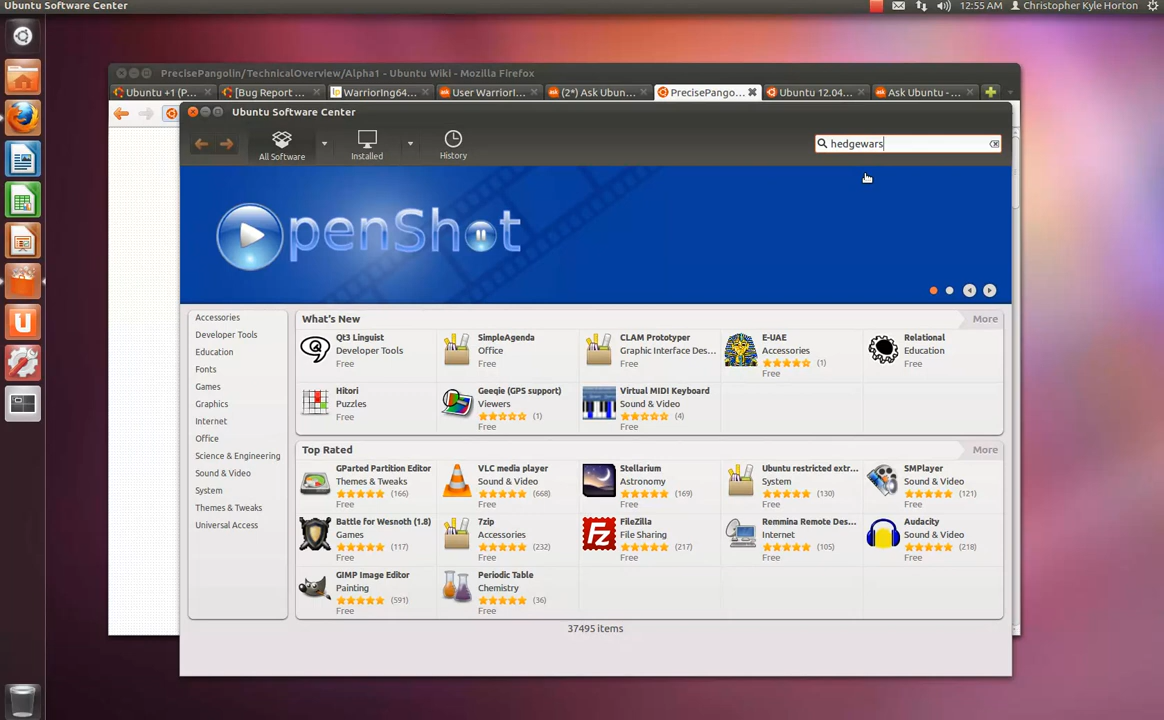 Ubuntu Software Center
12:55 AM
Christopher Kyle Horton
PrecisePangolin/TechnicalOverview/Alpha1 - Ubuntu Wiki - Mozilla Firefox
Ubuntu +1 (P...
[Bug Report ...
WarriorIng64...
User WarriorI...
(2*) Ask Ubun...
PrecisePango...
Ubuntu 12.04...
Ask Ubuntu - ...
Ubuntu Software Center
All Software
Installed
History
hedgewars
penShot
Accessories
Developer Tools
Education
Fonts
Games
Graphics
Internet
Office
Science & Engineering
Sound & Video
System
Themes & Tweaks
Universal Access
What's New
More
Qt3 Linguist
Developer Tools
Free
SimpleAgenda
Office
Free
CLAM Prototyper
Graphic Interface Des...
Free
E-UAE
Accessories
(1)
Free
Relational
Education
Free
Hitori
Puzzles
Free
Geeqie (GPS support)
Viewers
(1)
Free
Virtual MIDI Keyboard
Sound & Video
(4)
Free
Top Rated
More
GParted Partition Editor
Themes & Tweaks
(166)
Free
VLC media player
Sound & Video
(668)
Free
Stellarium
Astronomy
(169)
Free
Ubuntu restricted extr...
System
(130)
Free
SMPlayer
Sound & Video
(121)
Free
Battle for Wesnoth (1.8)
Games
(117)
Free
7zip
Accessories
(232)
Free
FileZilla
File Sharing
(217)
Free
Remmina Remote Des...
Internet
(105)
Free
Audacity
Sound & Video
(218)
Free
GIMP Image Editor
Painting
(591)
Free
Periodic Table
Chemistry
(36)
Free
37495 items